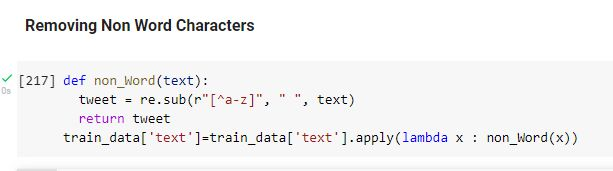 Removing Non Word Characters
[217] def non_Word(text):
tweet = re.sub(r"[^a-z]", " ", text)
return tweet
train_data['text']=train_data['text'].apply(lambda x : non_Word(x))
0s